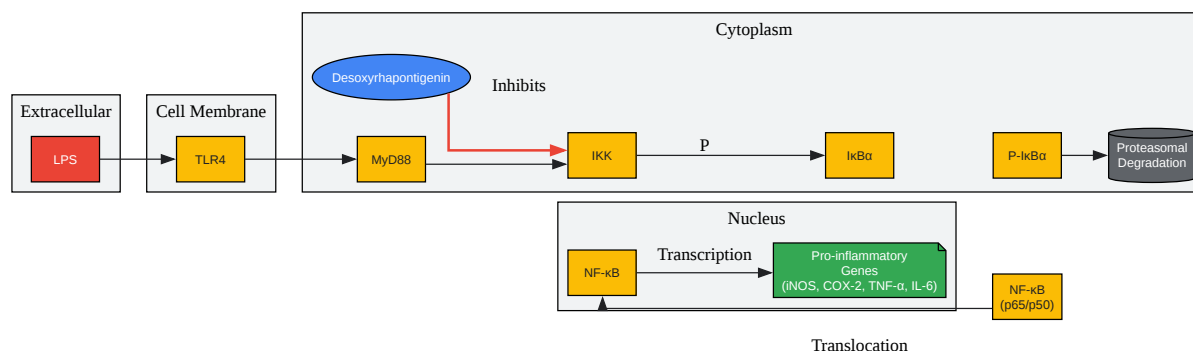 Cytoplasm
Desoxyrhapontigenin
Inhibits
Extracellular
Cell Membrane
LPS
TLR4
MyD88
IKK
P
IκBα
P-IκBα
Proteasomal
Degradation
Nucleus
NF-κB
Transcription
Pro-inflammatory
Genes
(iNOS, COX-2, TNF-α, IL-6)
NF-κB
(p65/p50)
Translocation